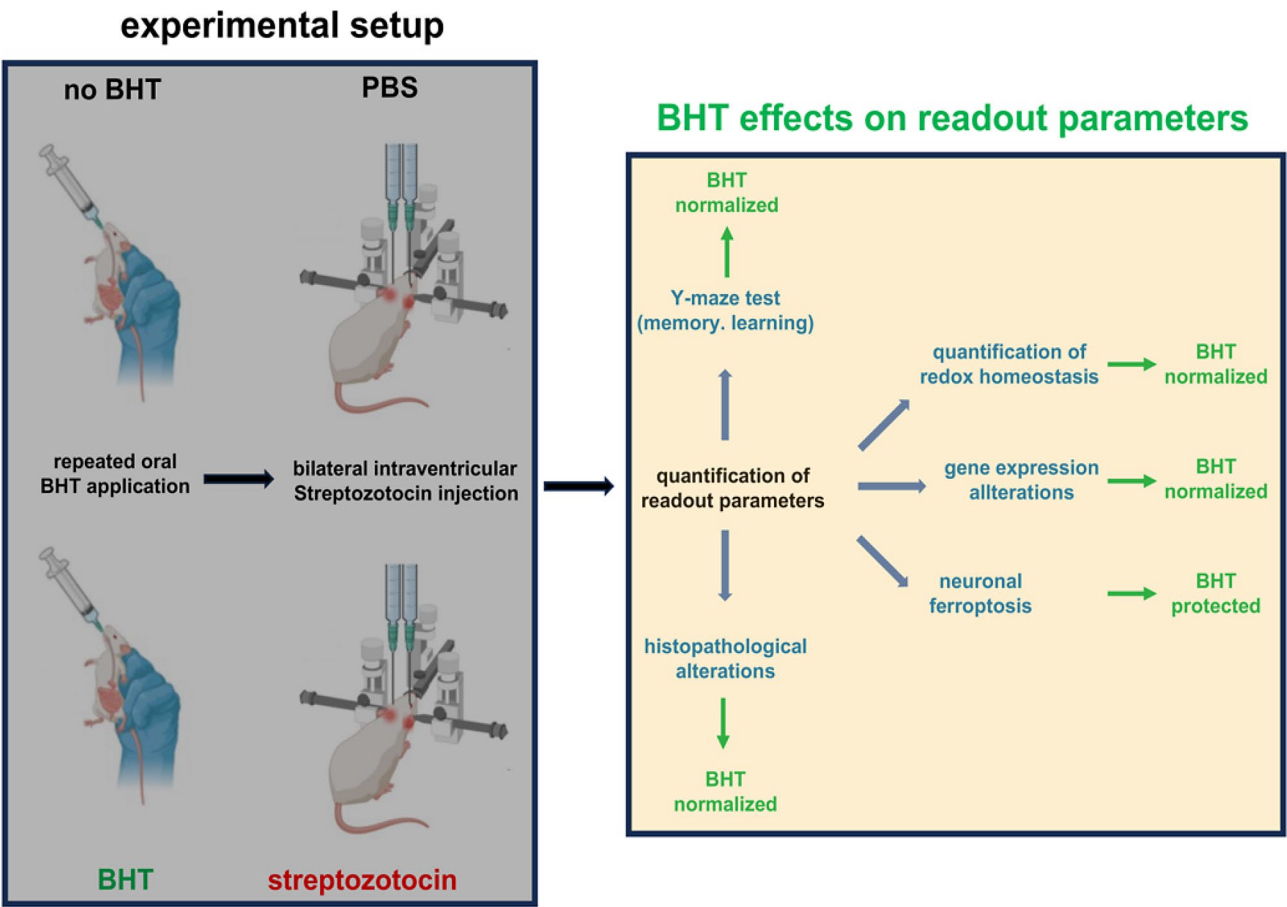 experimental setup
no BHT
PBS
repeated oral
BHT application
bilateral intraventricular
Streptozotocin injection
BHT
streptozotocin
BHT effects on readout parameters
BHT
normalized
Y-maze test
(memory. learning)
quantification of
redox homeostasis
BHT
normalized
quantification of
readout parameters
gene expression
allterations
BHT
normalized
neuronal
ferroptosis
BHT
protected
histopathological
alterations
BHT
normalized